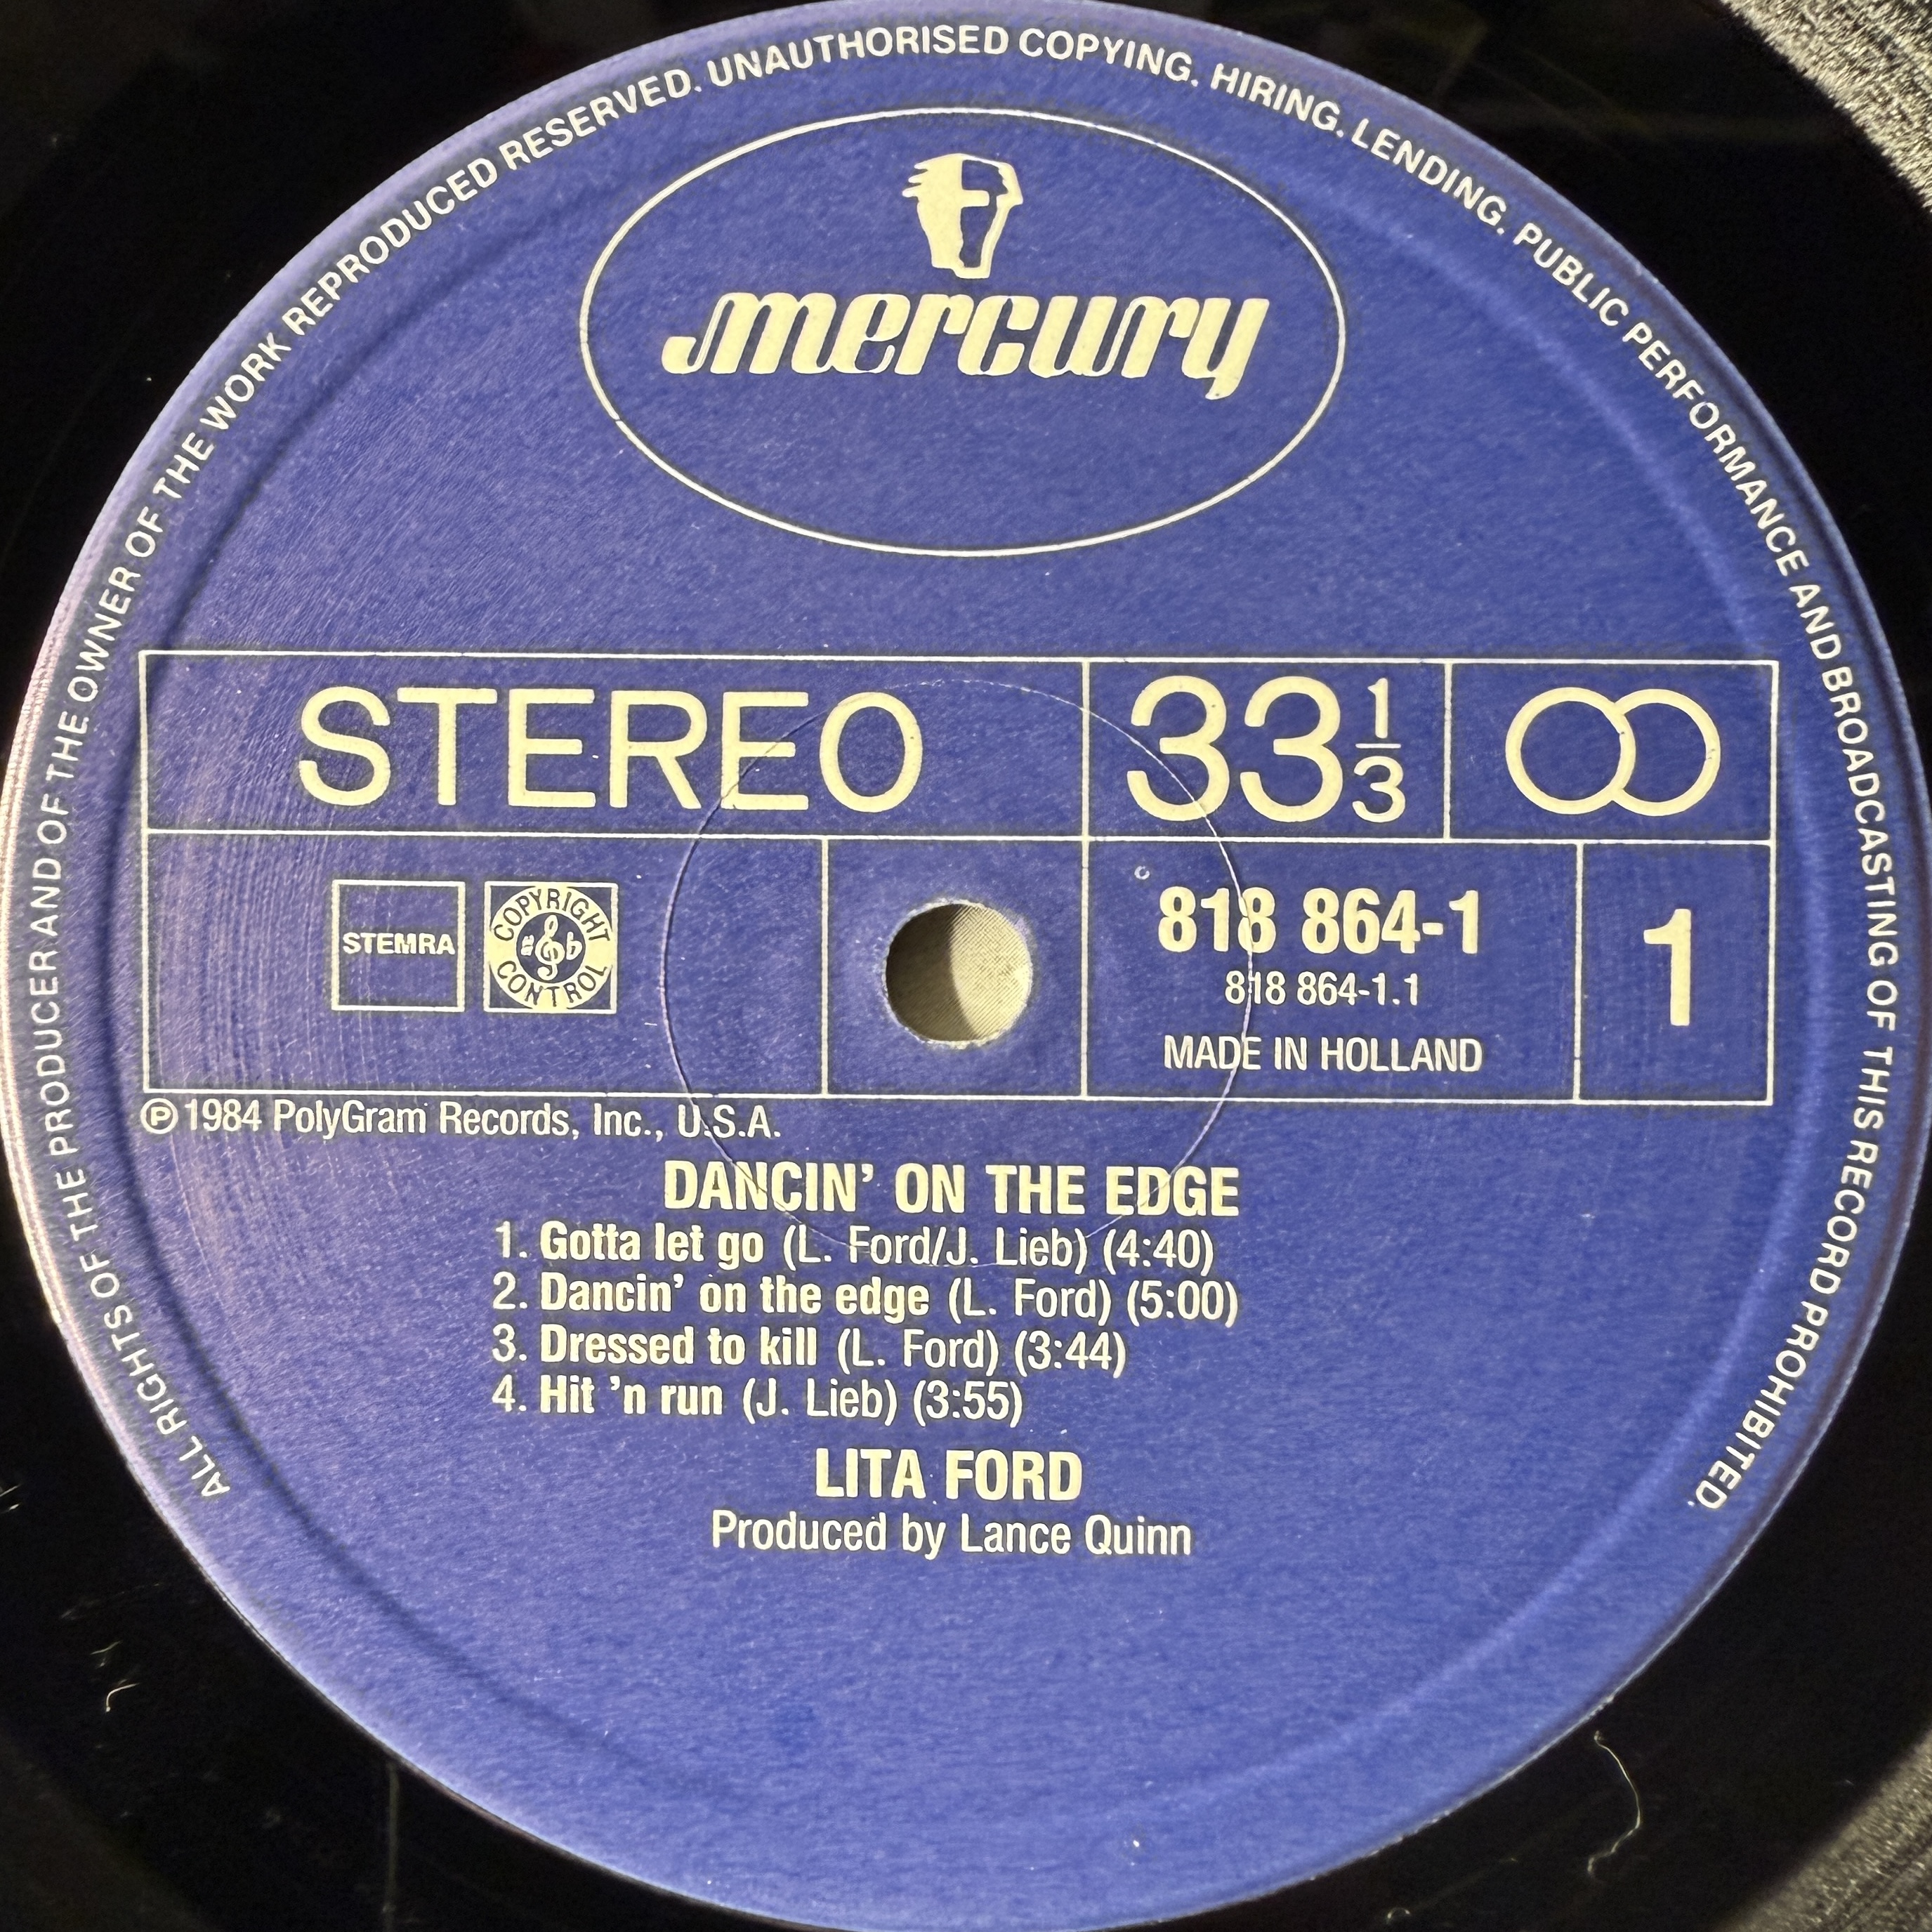 ALL RIGHTS OF THE PRODUCER AND OF THE OWNER OF THE WORK REPRODUCED RESERVED. UNAUTHORISED COPYING. HIRING. LENDING. PUBLIC PERFORMANCE AND BROADCASTING OF THIS RECORD PROHIBITED.
mercury
STEREO
33 1/3
STEMRA
COPYRIGHT CONTROL
818 864-1
818 864-1.1
MADE IN HOLLAND
1
℗ 1984 PolyGram Records, Inc., U.S.A.
DANCIN' ON THE EDGE
1. Gotta let go (L. Ford/J. Lieb) (4:40)
2. Dancin' on the edge (L. Ford) (5:00)
3. Dressed to kill (L. Ford) (3:44)
4. Hit 'n run (J. Lieb) (3:55)
LITA FORD
Produced by Lance Quinn